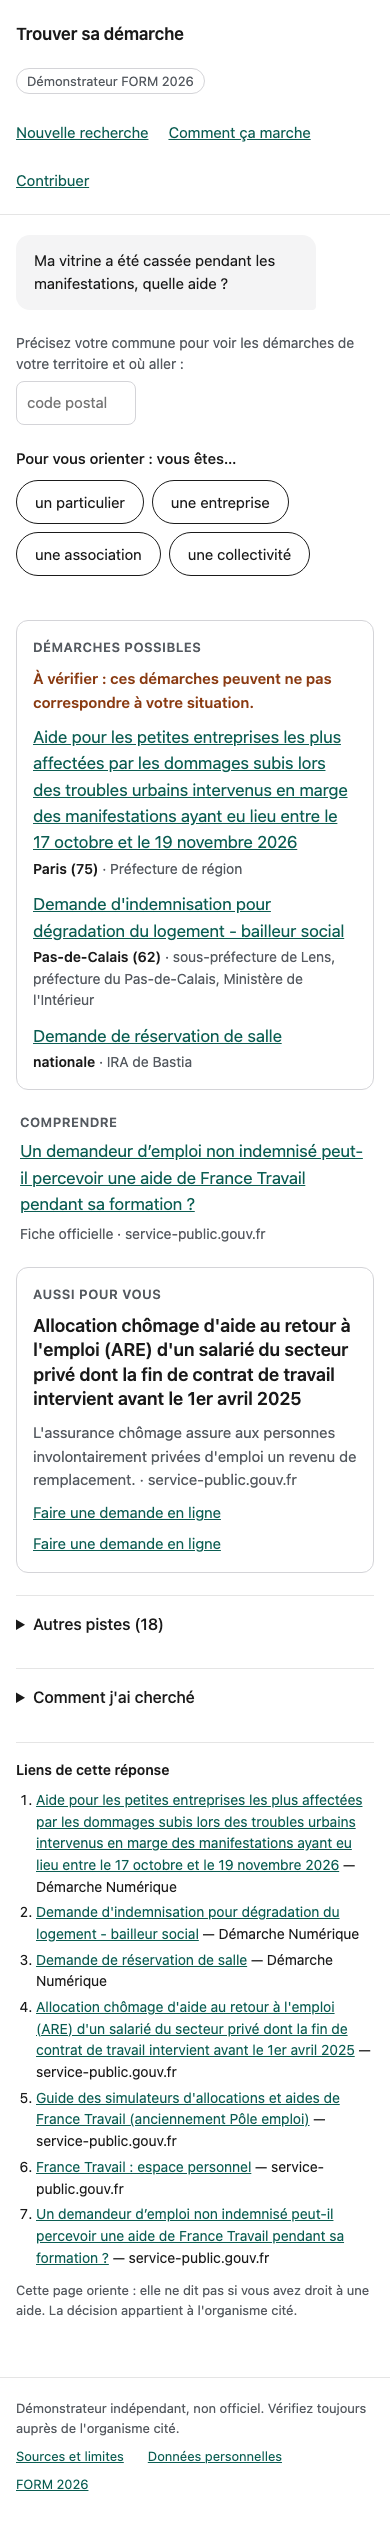 Trouver sa démarche
Démonstrateur FORM 2026
Nouvelle recherche Comment ça marche
Contribuer
Ma vitrine a été cassée pendant les
manifestations, quelle aide ?
Précisez votre commune pour voir les démarches de
votre territoire et où aller :
code postal
Pour vous orienter : vous êtes...
un particulier une entreprise
une association une collectivité
DÉMARCHES POSSIBLES
À vérifier : ces démarches peuvent ne pas
correspondre à votre situation.
Aide pour les petites entreprises les plus
affectées par les dommages subis lors
des troubles urbains intervenus en marge
des manifestations ayant eu lieu entre le
17 octobre et le 19 novembre 2026
Paris (75) · Préfecture de région
Demande d'indemnisation pour
dégradation du logement - bailleur social
Pas-de-Calais (62) · sous-préfecture de Lens,
préfecture du Pas-de-Calais, Ministère de
l'Intérieur
Demande de réservation de salle
nationale · IRA de Bastia
COMPRENDRE
Un demandeur d’emploi non indemnisé peut-
il percevoir une aide de France Travail
pendant sa formation ?
Fiche officielle · service-public.gouv.fr
AUSSI POUR VOUS
Allocation chômage d'aide au retour à
l'emploi (ARE) d'un salarié du secteur
privé dont la fin de contrat de travail
intervient avant le 1er avril 2025
L'assurance chômage assure aux personnes
involontairement privées d'emploi un revenu de
remplacement. · service-public.gouv.fr
Faire une demande en ligne
Faire une demande en ligne
Autres pistes (18)
Comment j'ai cherché
Liens de cette réponse
1. Aide pour les petites entreprises les plus affectées
par les dommages subis lors des troubles urbains
intervenus en marge des manifestations ayant eu
lieu entre le 17 octobre et le 19 novembre 2026 —
Démarche Numérique
2. Demande d'indemnisation pour dégradation du
logement - bailleur social — Démarche Numérique
3. Demande de réservation de salle — Démarche
Numérique
4. Allocation chômage d'aide au retour à l'emploi
(ARE) d'un salarié du secteur privé dont la fin de
contrat de travail intervient avant le 1er avril 2025 —
service-public.gouv.fr
5. Guide des simulateurs d'allocations et aides de
France Travail (anciennement Pôle emploi) —
service-public.gouv.fr
6. France Travail : espace personnel — service-
public.gouv.fr
7. Un demandeur d’emploi non indemnisé peut-il
percevoir une aide de France Travail pendant sa
formation ? — service-public.gouv.fr
Cette page oriente : elle ne dit pas si vous avez droit à une
aide. La décision appartient à l'organisme cité.
Démonstrateur indépendant, non officiel. Vérifiez toujours
auprès de l'organisme cité.
Sources et limites Données personnelles
FORM 2026